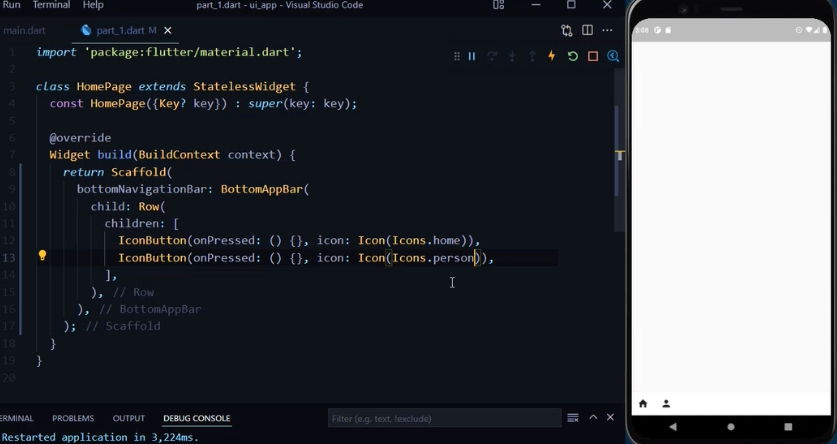 Run Terminal Help part_1.dart - ui_app - Visual Studio Code
main.dart part_1.dart M
1 import 'package:flutter/material.dart';
2
3 class HomePage extends StatelessWidget {
4 const HomePage({Key? key}) : super(key: key);
5
6 @override
7 Widget build(BuildContext context) {
8 return Scaffold(
9 bottomNavigationBar: BottomAppBar(
10 child: Row(
11 children: [
12 IconButton(onPressed: () {}, icon: Icon(Icons.home)),
13 IconButton(onPressed: () {}, icon: Icon(Icons.person)),
14 ],
15 ), // Row
16 ), // BottomAppBar
17 ); // Scaffold
18 }
19 }
20
ERMINAL PROBLEMS OUTPUT DEBUG CONSOLE Filter (e.g. text, !exclude)
Restarted application in 3,224ms.